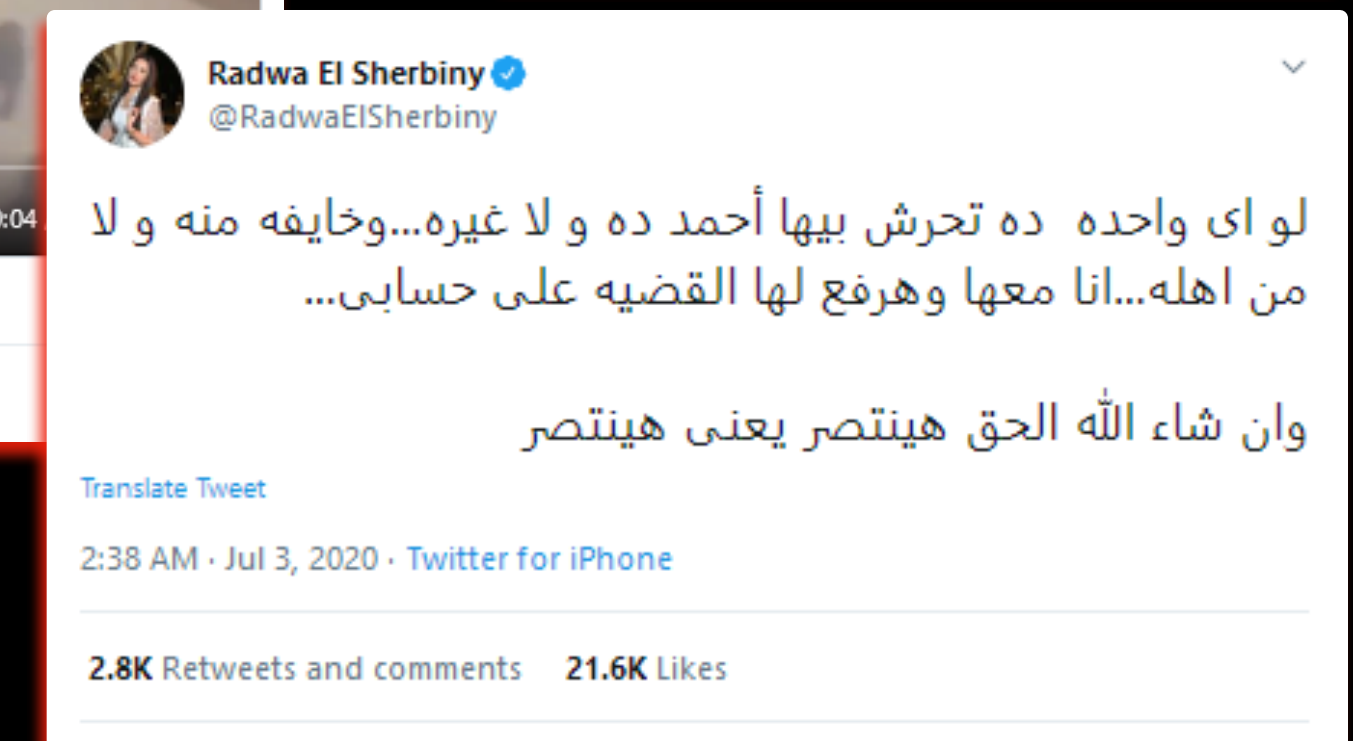 Radwa El Sherbiny
@RadwaElSherbiny
لو اى واحده ده تحرش بيها أحمد ده و لا غيره...وخايفه منه و لا
من اهله...انا معها وهرفع لها القضيه على حسابى...
وان شاء الله الحق هينتصر يعنى هينتصر
Translate Tweet
2:38 AM · Jul 3, 2020 · Twitter for iPhone
2.8K Retweets and comments 21.6K Likes